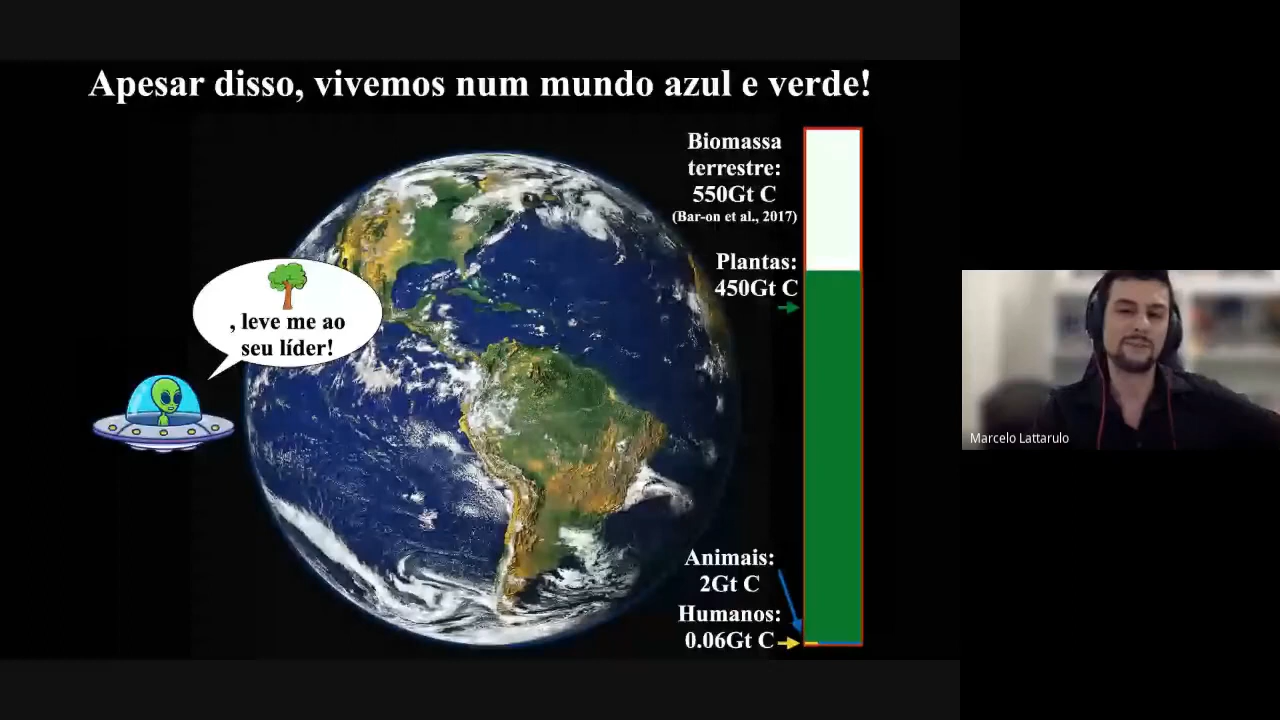 Apesar disso, vivemos num mundo azul e verde!
Biomassa
terrestre:
550Gt C
(Bar-on et al., 2017)
Plantas:
450Gt C
, leve me ao
seu líder!
Animais:
2Gt C
Humanos:
0.06Gt C
Marcelo Lattarulo